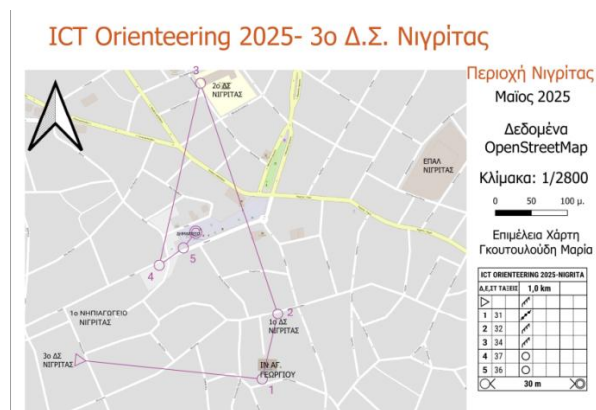 ICT Orienteering 2025- 3ο Δ.Σ. Νιγρίτας
Περιοχή Νιγρίτας
Μαϊος 2025
Δεδομένα
OpenStreetMap
Κλίμακα: 1/2800
0 50 100 μ.
Επιμέλεια Χάρτη
Γκουτουλούδη Μαρία
3
2ο ΔΣ
ΝΙΓΡΙΤΑΣ
ΕΠΑΛ
ΝΙΓΡΙΤΑΣ
5
4
2
1ο ΝΗΠΙΑΓΩΓΕΙΟ
ΝΙΓΡΙΤΑΣ
1ο ΔΣ
ΝΙΓΡΙΤΑΣ
3ο ΔΣ
ΝΙΓΡΙΤΑΣ
ΙΝ ΑΓ.
ΓΕΩΡΓΙΟΥ
1
ICT ORIENTEERING 2025-NIGRITA
Δ,Ε,ΣΤ ΤΑΞΕΙΣ 1,0 km
1 31
2 32
3 34
4 37
5 36
30 m